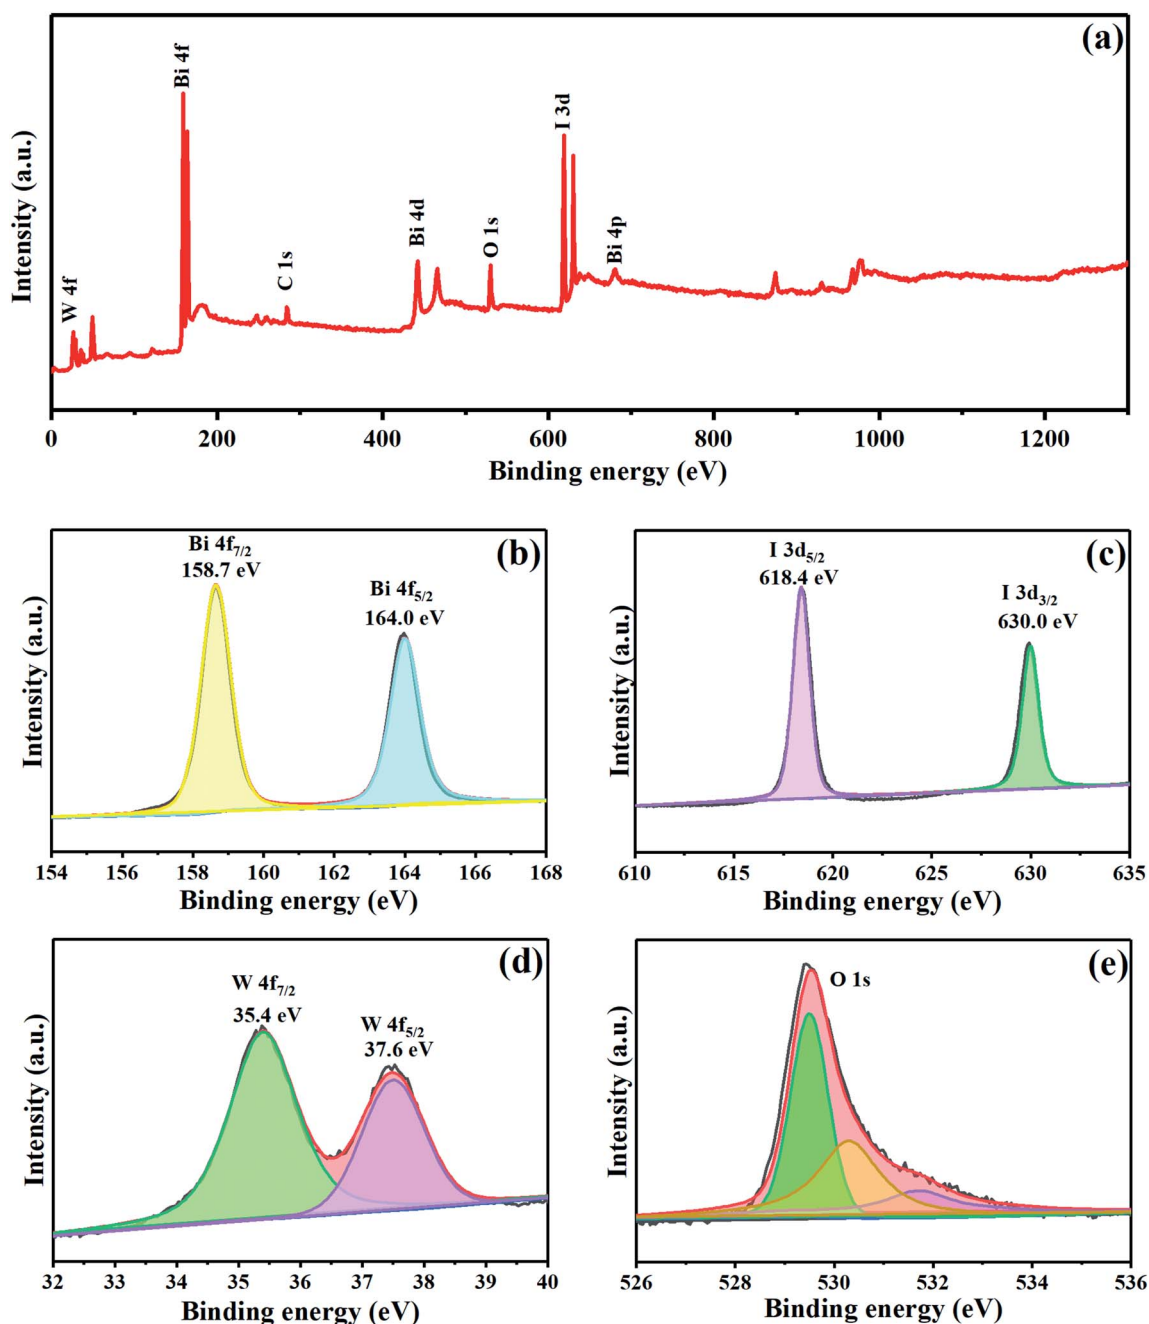 (a)
Intensity (a.u.)
W 4f
Bi 4f
C 1s
Bi 4d
O 1s
I 3d
Bi 4p
0 200 400 600 800 1000 1200
Binding energy (eV)
(b)
Intensity (a.u.)
Bi 4f7/2
158.7 eV
Bi 4f5/2
164.0 eV
154 156 158 160 162 164 166 168
Binding energy (eV)
(c)
Intensity (a.u.)
I 3d5/2
618.4 eV
I 3d3/2
630.0 eV
610 615 620 625 630 635
Binding energy (eV)
(d)
Intensity (a.u.)
W 4f7/2
35.4 eV
W 4f5/2
37.6 eV
32 33 34 35 36 37 38 39 40
Binding energy (eV)
(e)
Intensity (a.u.)
O 1s
526 528 530 532 534 536
Binding energy (eV)